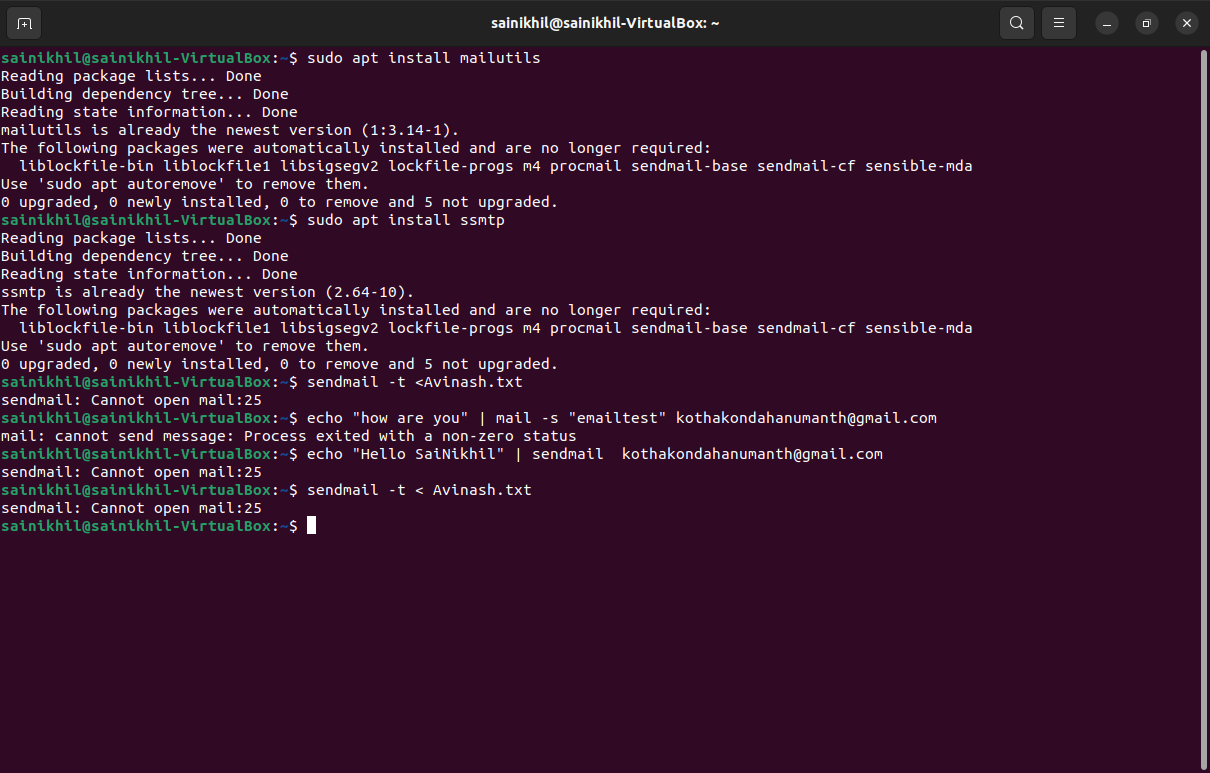 sainikhil@sainikhil-VirtualBox: ~
sainikhil@sainikhil-VirtualBox:~$ sudo apt install mailutils
Reading package lists... Done
Building dependency tree... Done
Reading state information... Done
mailutils is already the newest version (1:3.14-1).
The following packages were automatically installed and are no longer required:
  liblockfile-bin liblockfile1 libsigsegv2 lockfile-progs m4 procmail sendmail-base sendmail-cf sensible-mda
Use 'sudo apt autoremove' to remove them.
0 upgraded, 0 newly installed, 0 to remove and 5 not upgraded.
sainikhil@sainikhil-VirtualBox:~$ sudo apt install ssmtp
Reading package lists... Done
Building dependency tree... Done
Reading state information... Done
ssmtp is already the newest version (2.64-10).
The following packages were automatically installed and are no longer required:
  liblockfile-bin liblockfile1 libsigsegv2 lockfile-progs m4 procmail sendmail-base sendmail-cf sensible-mda
Use 'sudo apt autoremove' to remove them.
0 upgraded, 0 newly installed, 0 to remove and 5 not upgraded.
sainikhil@sainikhil-VirtualBox:~$ sendmail -t <Avinash.txt
sendmail: Cannot open mail:25
sainikhil@sainikhil-VirtualBox:~$ echo "how are you" | mail -s "emailtest" kothakondahanumanth@gmail.com
mail: cannot send message: Process exited with a non-zero status
sainikhil@sainikhil-VirtualBox:~$ echo "Hello SaiNikhil" | sendmail  kothakondahanumanth@gmail.com
sendmail: Cannot open mail:25
sainikhil@sainikhil-VirtualBox:~$ sendmail -t < Avinash.txt
sendmail: Cannot open mail:25
sainikhil@sainikhil-VirtualBox:~$